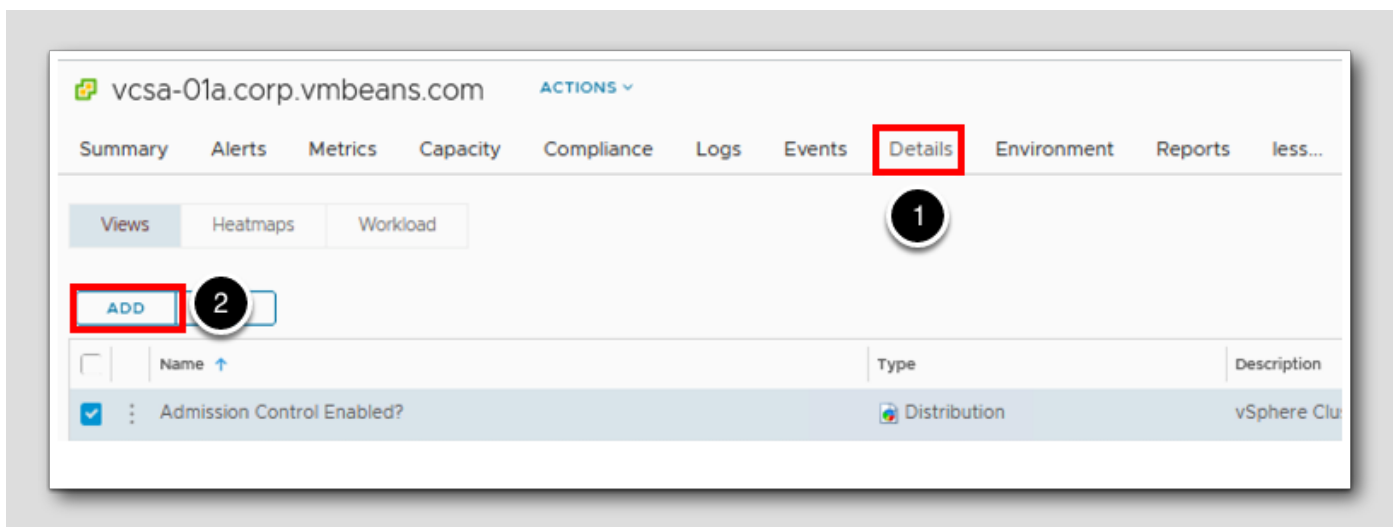 vcsa-01a.corp.vmbeans.com ACTIONS
Summary Alerts Metrics Capacity Compliance Logs Events Details Environment Reports less...
1
Views Heatmaps Workload
ADD 2
Name Type Description
Admission Control Enabled? Distribution vSphere Clu